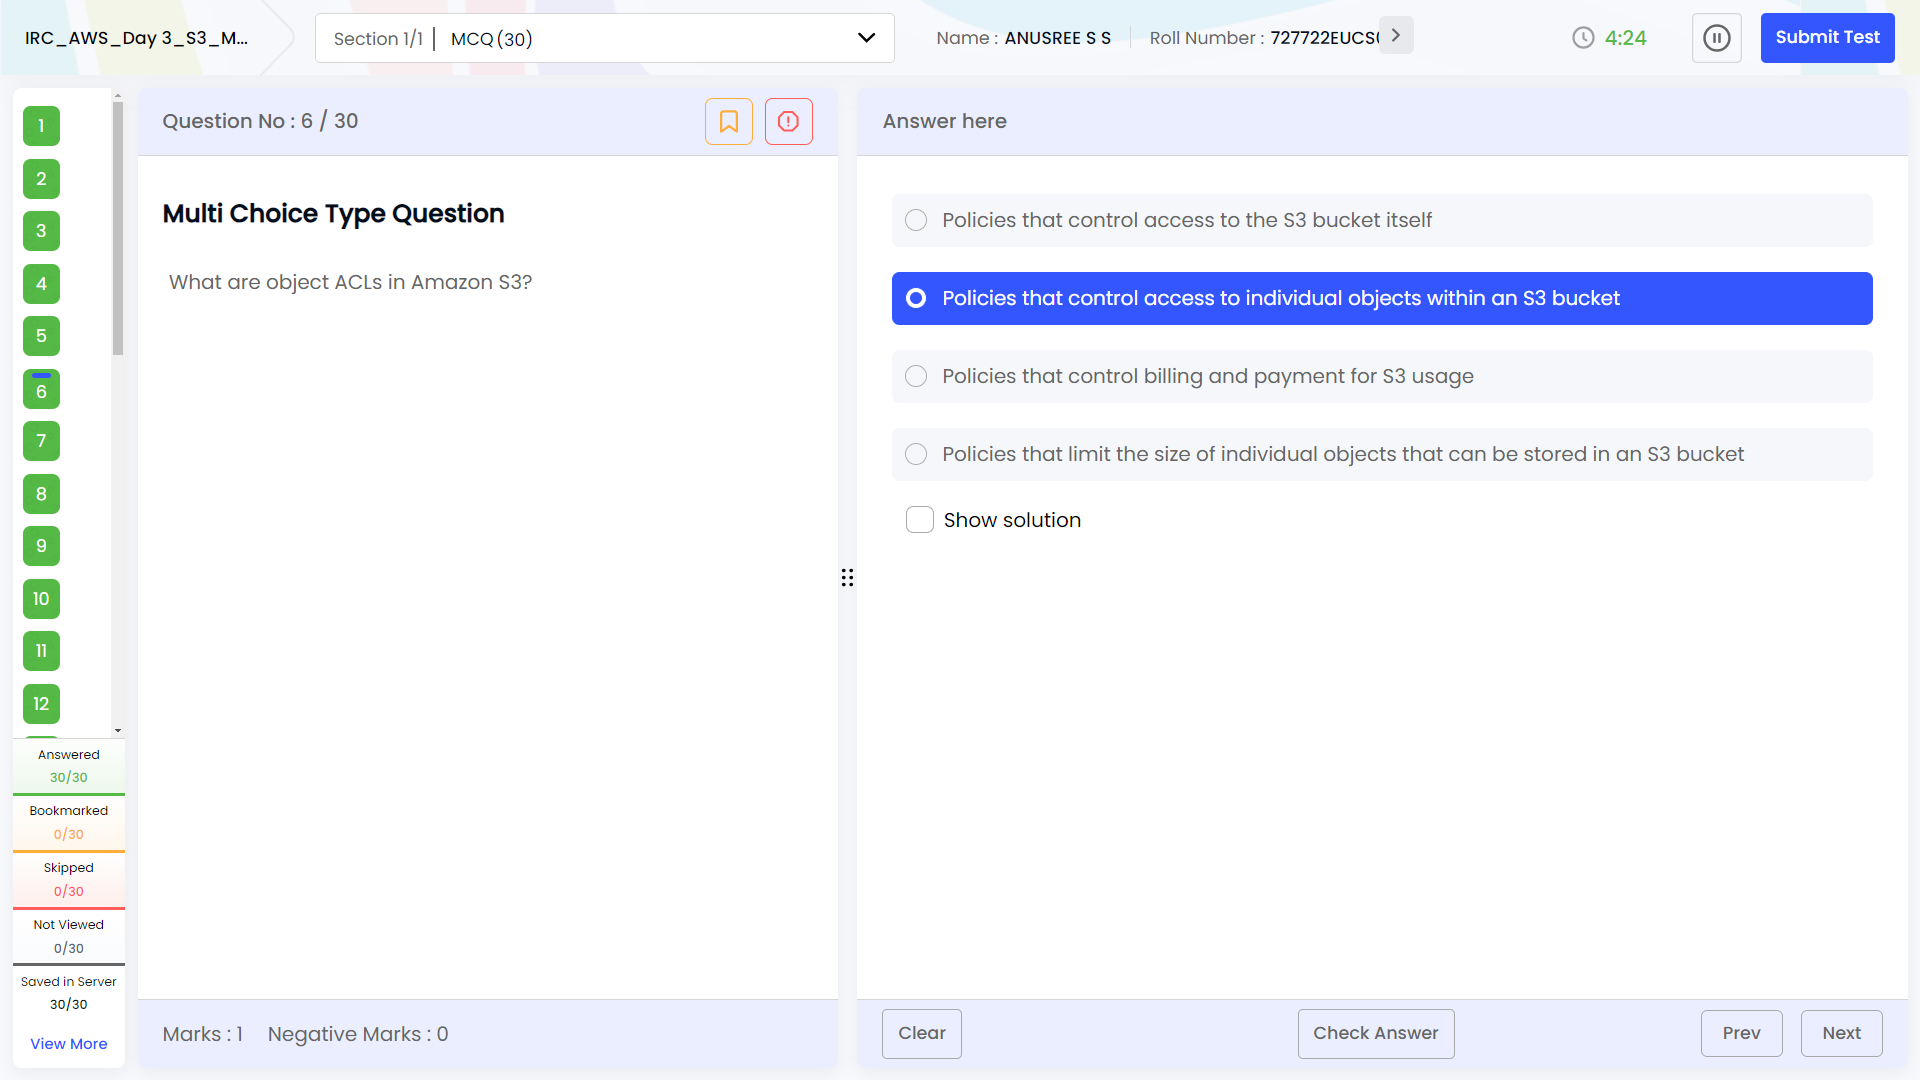 IRC_AWS_Day 3_S3_M...
Section 1/1 | MCQ (30)
Name : ANUSREE S S
Roll Number : 727722EUCS
4:24
Submit Test
1
2
3
4
5
6
7
8
9
10
11
12
Answered
30/30
Bookmarked
0/30
Skipped
0/30
Not Viewed
0/30
Saved in Server
30/30
View More
Question No : 6 / 30
Multi Choice Type Question
What are object ACLs in Amazon S3?
Marks : 1 Negative Marks : 0
Answer here
Policies that control access to the S3 bucket itself
Policies that control access to individual objects within an S3 bucket
Policies that control billing and payment for S3 usage
Policies that limit the size of individual objects that can be stored in an S3 bucket
Show solution
Clear
Check Answer
Prev
Next